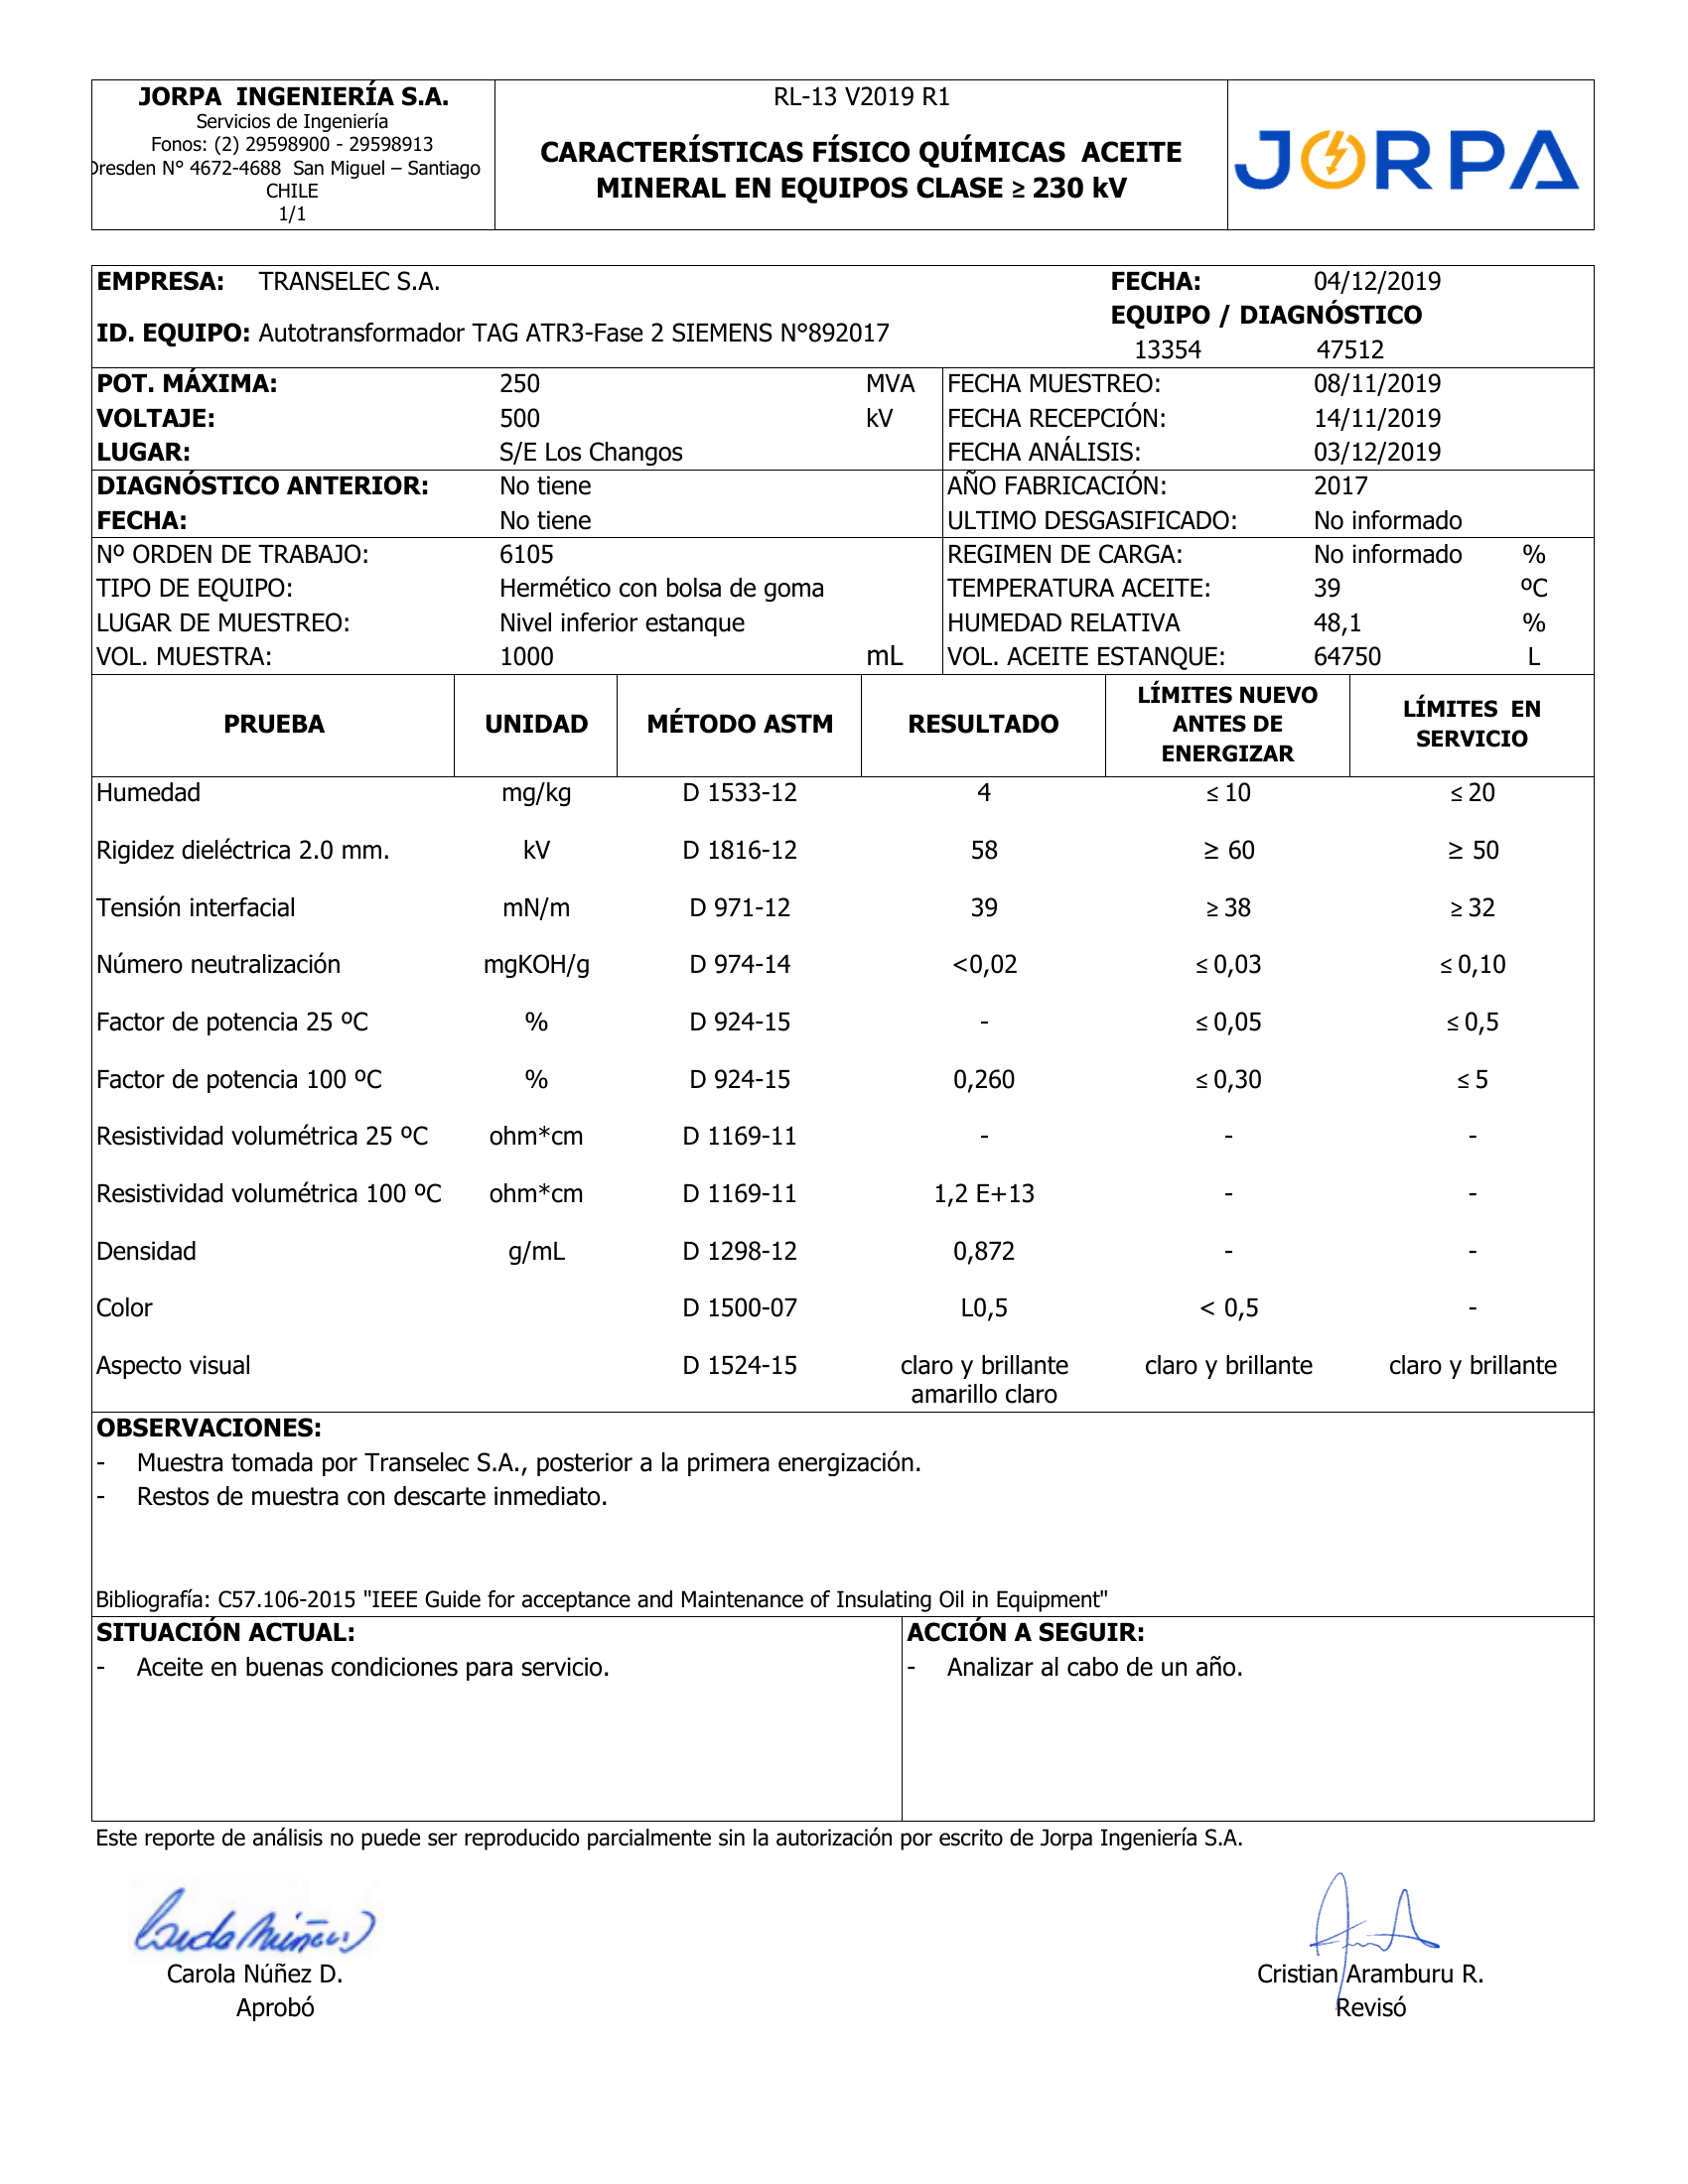 JORPA INGENIERÍA S.A.
Servicios de Ingeniería
Fonos: (2) 29598900 - 29598913
Dresden N° 4672-4688 San Miguel – Santiago
CHILE
1/1
RL-13 V2019 R1
CARACTERÍSTICAS FÍSICO QUÍMICAS ACEITE
MINERAL EN EQUIPOS CLASE ≥ 230 kV
JORPA
EMPRESA: TRANSELEC S.A. FECHA: 04/12/2019
EQUIPO / DIAGNÓSTICO
ID. EQUIPO: Autotransformador TAG ATR3-Fase 2 SIEMENS N°892017
13354 47512
POT. MÁXIMA: 250 MVA FECHA MUESTREO: 08/11/2019
VOLTAJE: 500 kV FECHA RECEPCIÓN: 14/11/2019
LUGAR: S/E Los Changos FECHA ANÁLISIS: 03/12/2019
DIAGNÓSTICO ANTERIOR: No tiene AÑO FABRICACIÓN: 2017
FECHA: No tiene ULTIMO DESGASIFICADO: No informado
Nº ORDEN DE TRABAJO: 6105 REGIMEN DE CARGA: No informado %
TIPO DE EQUIPO: Hermético con bolsa de goma TEMPERATURA ACEITE: 39 ºC
LUGAR DE MUESTREO: Nivel inferior estanque HUMEDAD RELATIVA 48,1 %
VOL. MUESTRA: 1000 mL VOL. ACEITE ESTANQUE: 64750 L
PRUEBA UNIDAD MÉTODO ASTM RESULTADO LÍMITES NUEVO ANTES DE ENERGIZAR LÍMITES EN SERVICIO
Humedad mg/kg D 1533-12 4 ≤ 10 ≤ 20
Rigidez dieléctrica 2.0 mm. kV D 1816-12 58 ≥ 60 ≥ 50
Tensión interfacial mN/m D 971-12 39 ≥ 38 ≥ 32
Número neutralización mgKOH/g D 974-14 <0,02 ≤ 0,03 ≤ 0,10
Factor de potencia 25 ºC % D 924-15 - ≤ 0,05 ≤ 0,5
Factor de potencia 100 ºC % D 924-15 0,260 ≤ 0,30 ≤ 5
Resistividad volumétrica 25 ºC ohm*cm D 1169-11 - - -
Resistividad volumétrica 100 ºC ohm*cm D 1169-11 1,2 E+13 - -
Densidad g/mL D 1298-12 0,872 - -
Color D 1500-07 L0,5 < 0,5 -
Aspecto visual D 1524-15 claro y brillante claro y brillante claro y brillante
amarillo claro
OBSERVACIONES:
- Muestra tomada por Transelec S.A., posterior a la primera energización.
- Restos de muestra con descarte inmediato.
Bibliografía: C57.106-2015 "IEEE Guide for acceptance and Maintenance of Insulating Oil in Equipment"
SITUACIÓN ACTUAL: ACCIÓN A SEGUIR:
- Aceite en buenas condiciones para servicio. - Analizar al cabo de un año.
Este reporte de análisis no puede ser reproducido parcialmente sin la autorización por escrito de Jorpa Ingeniería S.A.
Carola Núñez D. Cristian Aramburu R.
Aprobó Revisó